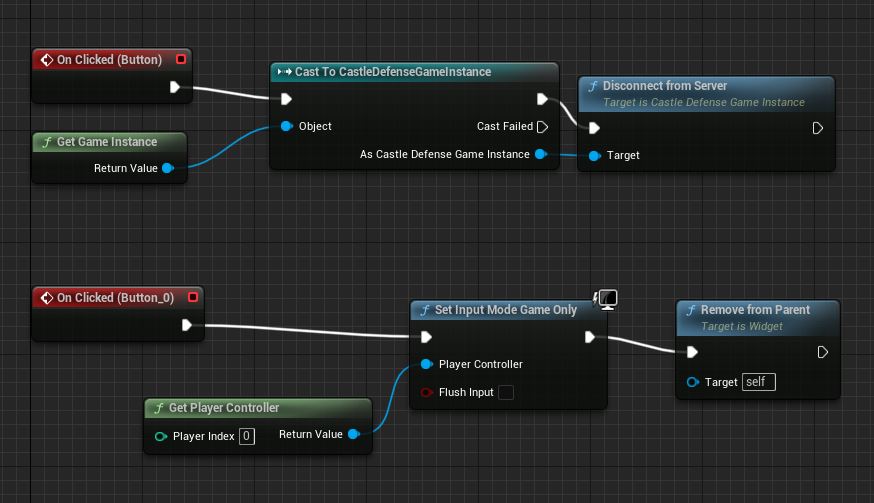 On Clicked (Button)
Cast To CastleDefenseGameInstance
Disconnect from Server
Target is Castle Defense Game Instance
Object
Cast Failed
Get Game Instance
Return Value
As Castle Defense Game Instance
Target
On Clicked (Button_0)
Set Input Mode Game Only
Remove from Parent
Target is Widget
Player Controller
Target self
Flush Input
Get Player Controller
Player Index 0
Return Value